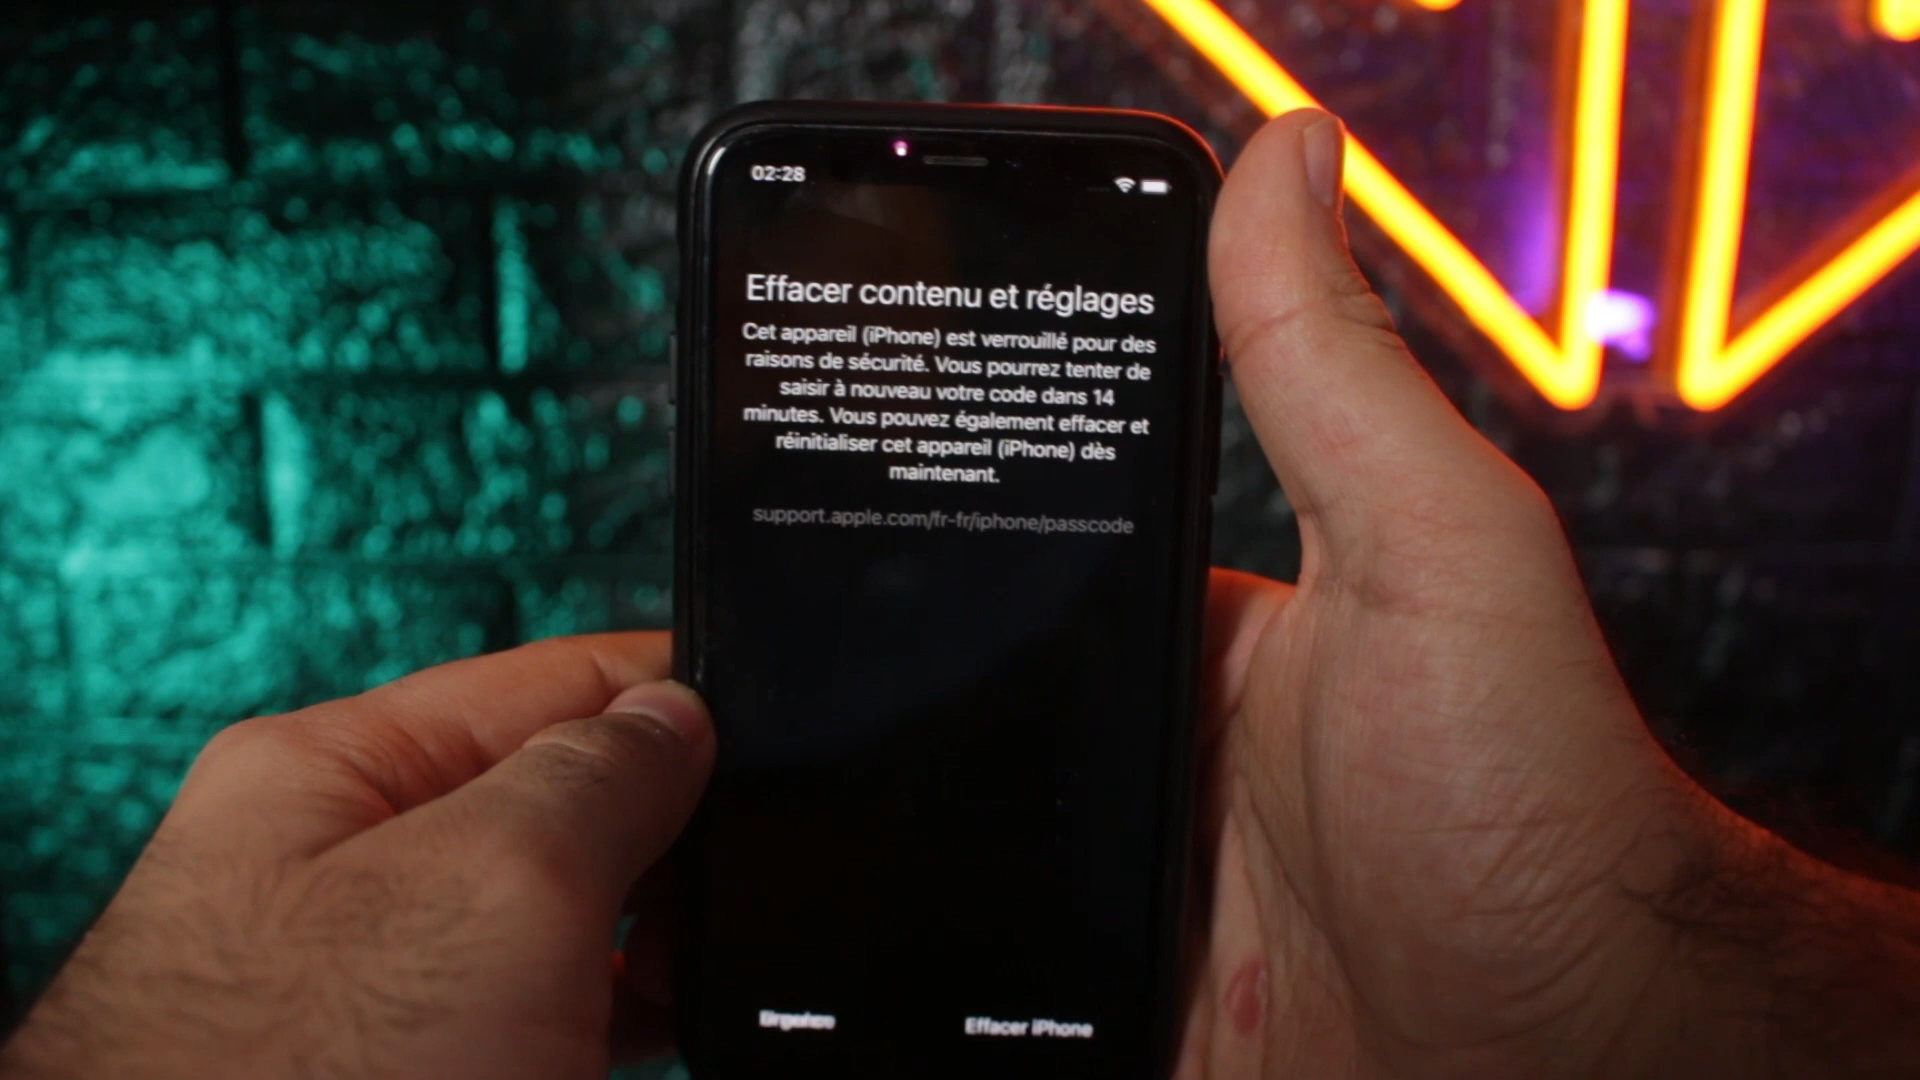 02:28
Effacer contenu et réglages
Cet appareil (iPhone) est verrouillé pour des
raisons de sécurité. Vous pourrez tenter de
saisir à nouveau votre code dans 14
minutes. Vous pouvez également effacer et
réinitialiser cet appareil (iPhone) dès
maintenant.
support.apple.com/fr-fr/iphone/passcode
Effacer iPhone